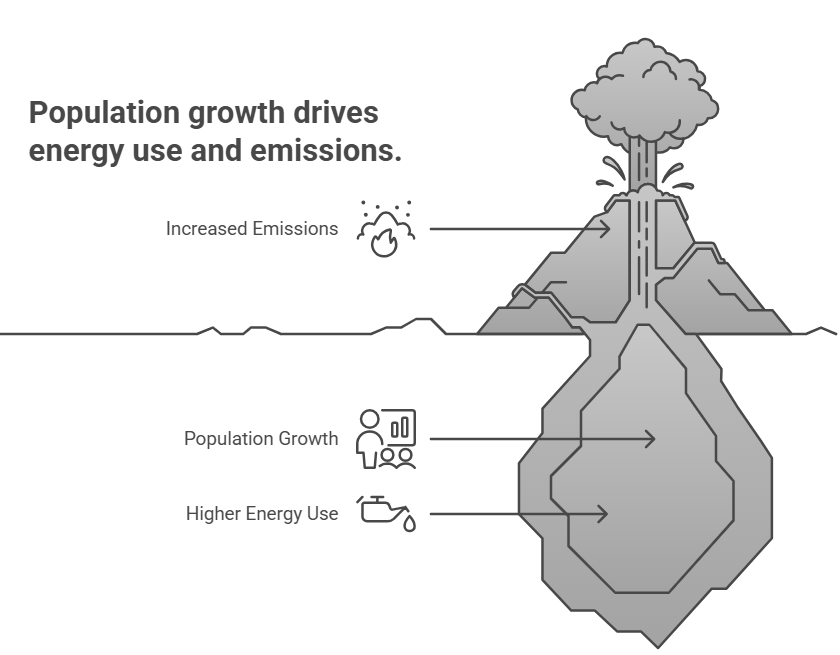 Population growth drives
energy use and emissions.
Increased Emissions
Population Growth
Higher Energy Use